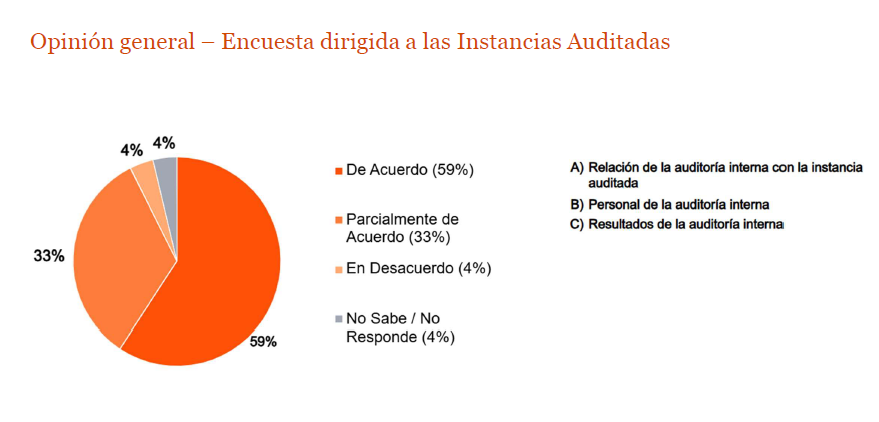 Opinión general – Encuesta dirigida a las Instancias Auditadas
4%
4%
33%
59%
De Acuerdo (59%)
Parcialmente de
Acuerdo (33%)
En Desacuerdo (4%)
No Sabe / No
Responde (4%)
A) Relación de la auditoría interna con la instancia
auditada
B) Personal de la auditoría interna
C) Resultados de la auditoría interna